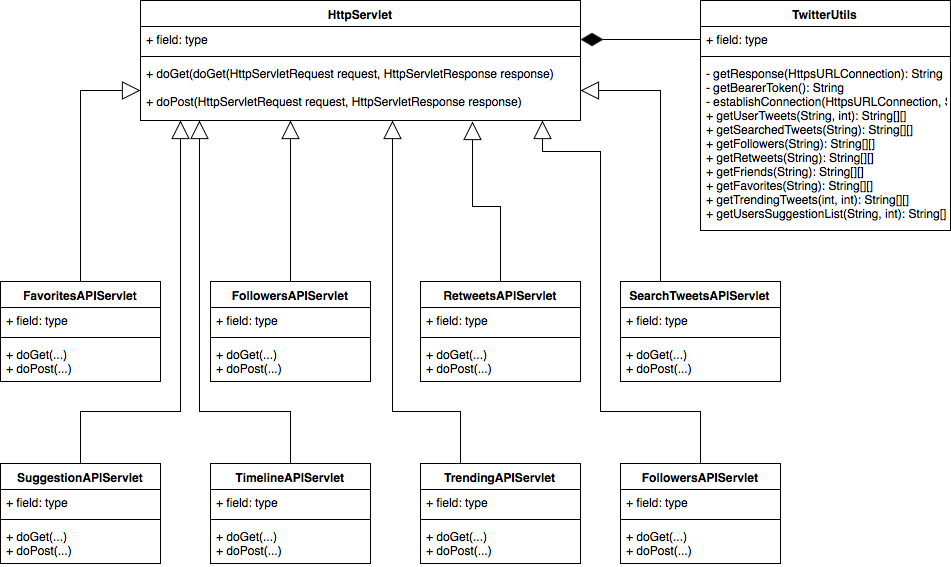 HttpServlet
+ field: type
+ doGet(doGet(HttpServletRequest request, HttpServletResponse response)
+ doPost(HttpServletRequest request, HttpServletResponse response)
TwitterUtils
+ field: type
- getResponse(HttpsURLConnection): String
- getBearerToken(): String
- establishConnection(HttpsURLConnection,
+ getUserTweets(String, int): String[][]
+ getSearchedTweets(String): String[][]
+ getFollowers(String): String[][]
+ getRetweets(String): String[][]
+ getFriends(String): String[][]
+ getFavorites(String): String[][]
+ getTrendingTweets(int, int): String[][]
+ getUsersSuggestionList(String, int): String[]
FavoritesAPIServlet
+ field: type
+ doGet(...)
+ doPost(...)
FollowersAPIServlet
+ field: type
+ doGet(...)
+ doPost(...)
RetweetsAPIServlet
+ field: type
+ doGet(...)
+ doPost(...)
SearchTweetsAPIServlet
+ field: type
+ doGet(...)
+ doPost(...)
SuggestionAPIServlet
+ field: type
+ doGet(...)
+ doPost(...)
TimelineAPIServlet
+ field: type
+ doGet(...)
+ doPost(...)
TrendingAPIServlet
+ field: type
+ doGet(...)
+ doPost(...)
FollowersAPIServlet
+ field: type
+ doGet(...)
+ doPost(...)